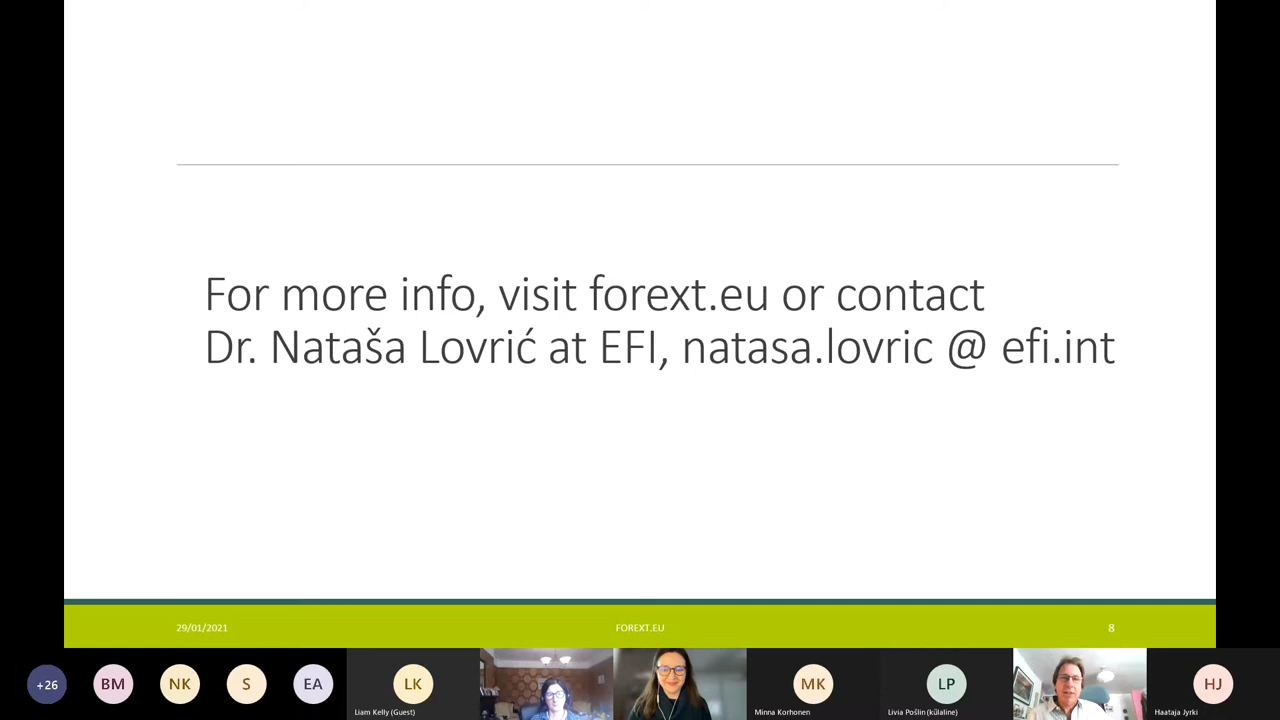 For more info, visit forext.eu or contact
Dr. Nataša Lovrić at EFI, natasa.lovric @ efi.int
29/01/2021
FOREXT.EU
8
+26
BM
NK
S
EA
LK
Liam Kelly (Guest)
MK
Minna Korhonen
LP
Livia Pošlin (külaline)
HJ
Haataja Jyrki